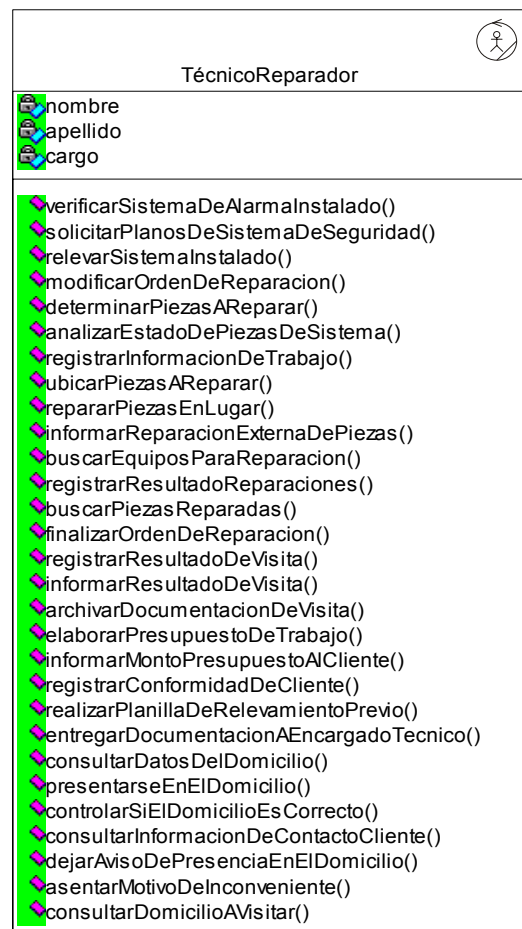 TécnicoReparador
nombre
apellido
cargo
verificarSistemaDeAlarmaInstalado()
solicitarPlanosDeSistemaDeSeguridad()
relevarSistemaInstalado()
modificarOrdenDeReparacion()
determinarPiezasAReparar()
analizarEstadoDePiezasDeSistema()
registrarInformacionDeTrabajo()
ubicarPiezasAReparar()
repararPiezasEnLugar()
informarReparacionExternaDePiezas()
buscarEquiposParaReparacion()
registrarResultadoReparaciones()
buscarPiezasReparadas()
finalizarOrdenDeReparacion()
registrarResultadoDeVisita()
informarResultadoDeVisita()
archivarDocumentacionDeVisita()
elaborarPresupuestoDeTrabajo()
informarMontoPresupuestoAlCliente()
registrarConformidadDeCliente()
realizarPlanillaDeRelevamientoPrevio()
entregarDocumentacionAEncargadoTecnico()
consultarDatosDelDomicilio()
presentarseEnElDomicilio()
controlarSiElDomicilioEsCorrecto()
consultarInformacionDeContactoCliente()
dejarAvisoDePresenciaEnElDomicilio()
asentarMotivoDeInconveniente()
consultarDomicilioAVisitar()